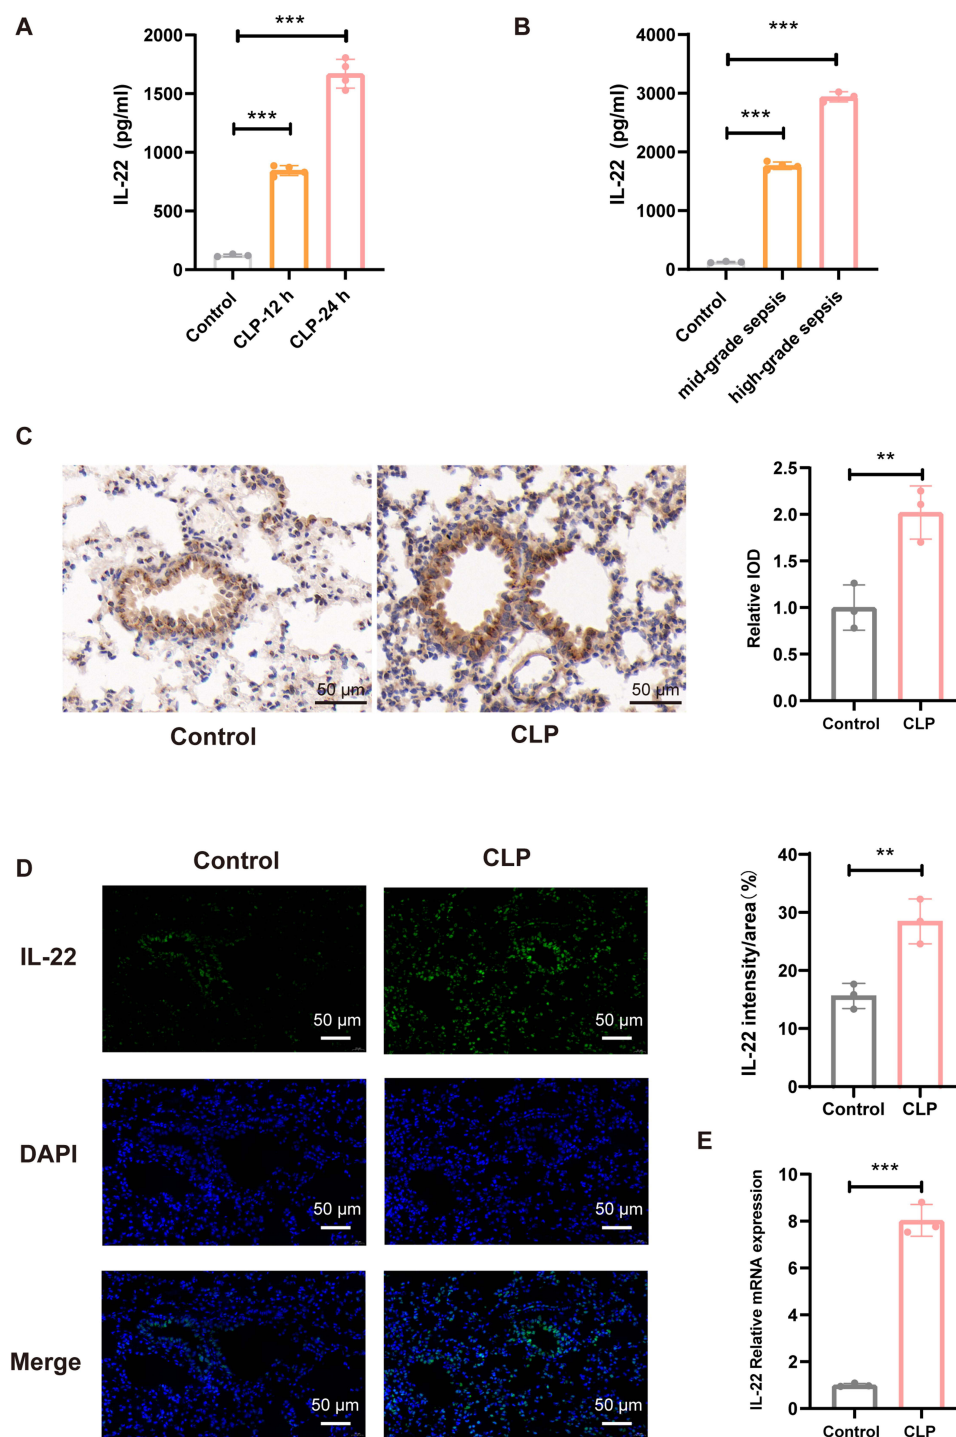 A
IL-22 (pg/ml)
2000
1500
1000
500
0
***
***
Control
CLP-12 h
CLP-24 h
B
IL-22 (pg/ml)
4000
3000
2000
1000
0
***
***
Control
mid-grade sepsis
high-grade sepsis
C
50 μm
50 μm
Control
CLP
Relative IOD
2.5
2.0
1.5
1.0
0.5
0.0
**
Control
CLP
D
Control
CLP
IL-22
50 μm
50 μm
DAPI
50 μm
50 μm
Merge
50 μm
50 μm
IL-22 intensity/area(%)
40
30
20
10
0
**
Control
CLP
E
IL-22 Relative mRNA expression
10
8
6
4
2
0
***
Control
CLP